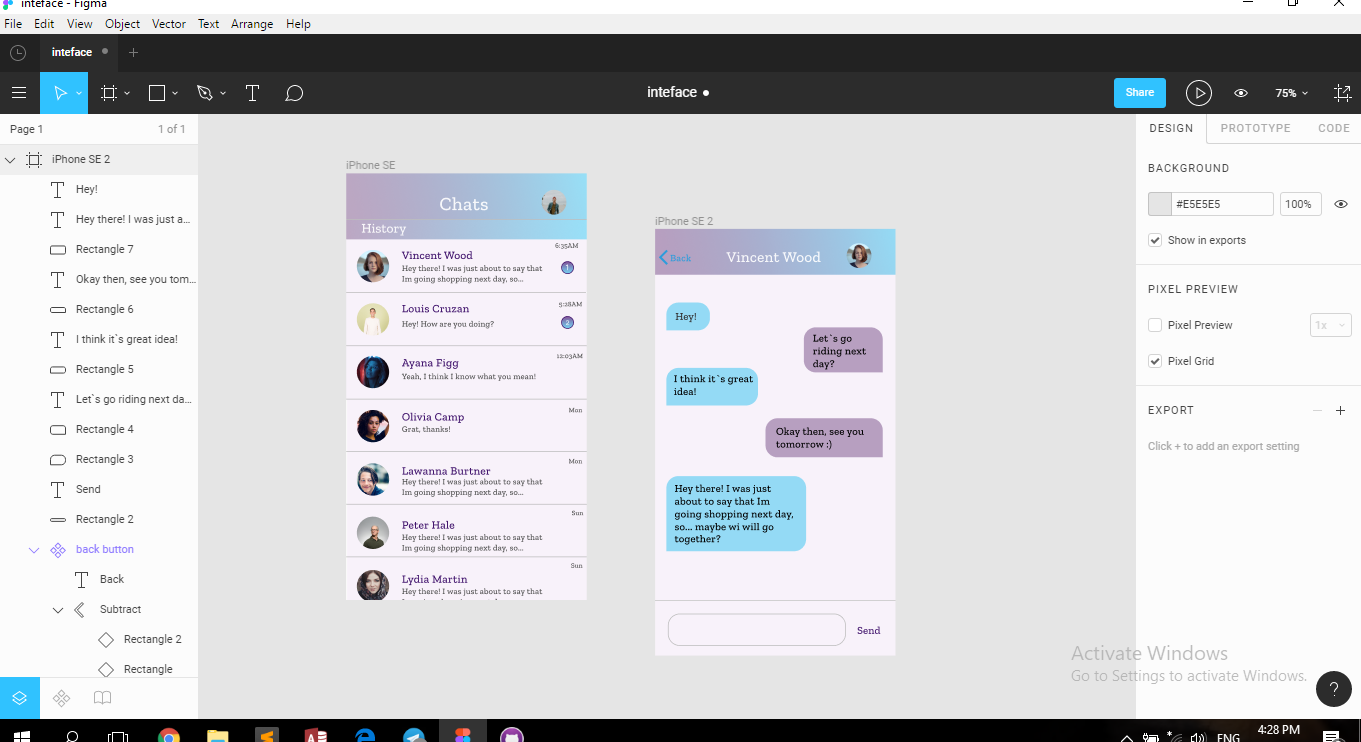 inteface - Figma
File Edit View Object Vector Text Arrange Help
inteface
inteface
Share
75%
Page 1
1 of 1
iPhone SE 2
Hey!
Hey there! I was just a...
Rectangle 7
Okay then, see you tom...
Rectangle 6
I think it`s great idea!
Rectangle 5
Let`s go riding next da...
Rectangle 4
Rectangle 3
Send
Rectangle 2
back button
Back
Subtract
Rectangle 2
Rectangle
iPhone SE
Chats
History
6:35AM
Vincent Wood
Hey there! I was just about to say that
Im going shopping next day, so...
1
5:28AM
Louis Cruzan
Hey! How are you doing?
2
12:03AM
Ayana Figg
Yeah, I think I know what you mean!
Mon
Olivia Camp
Grat, thanks!
Mon
Lawanna Burtner
Hey there! I was just about to say that
Im going shopping next day, so...
Sun
Peter Hale
Hey there! I was just about to say that
Im going shopping next day, so...
Sun
Lydia Martin
Hey there! I was just about to say that
iPhone SE 2
Back
Vincent Wood
Hey!
Let`s go
riding next
day?
I think it`s great
idea!
Okay then, see you
tomorrow :)
Hey there! I was just
about to say that Im
going shopping next day,
so... maybe wi will go
together?
Send
DESIGN PROTOTYPE CODE
BACKGROUND
#E5E5E5 100%
Show in exports
PIXEL PREVIEW
Pixel Preview 1x
Pixel Grid
EXPORT
Click + to add an export setting
Activate Windows
Go to Settings to activate Windows.
?
ENG
4:28 PM